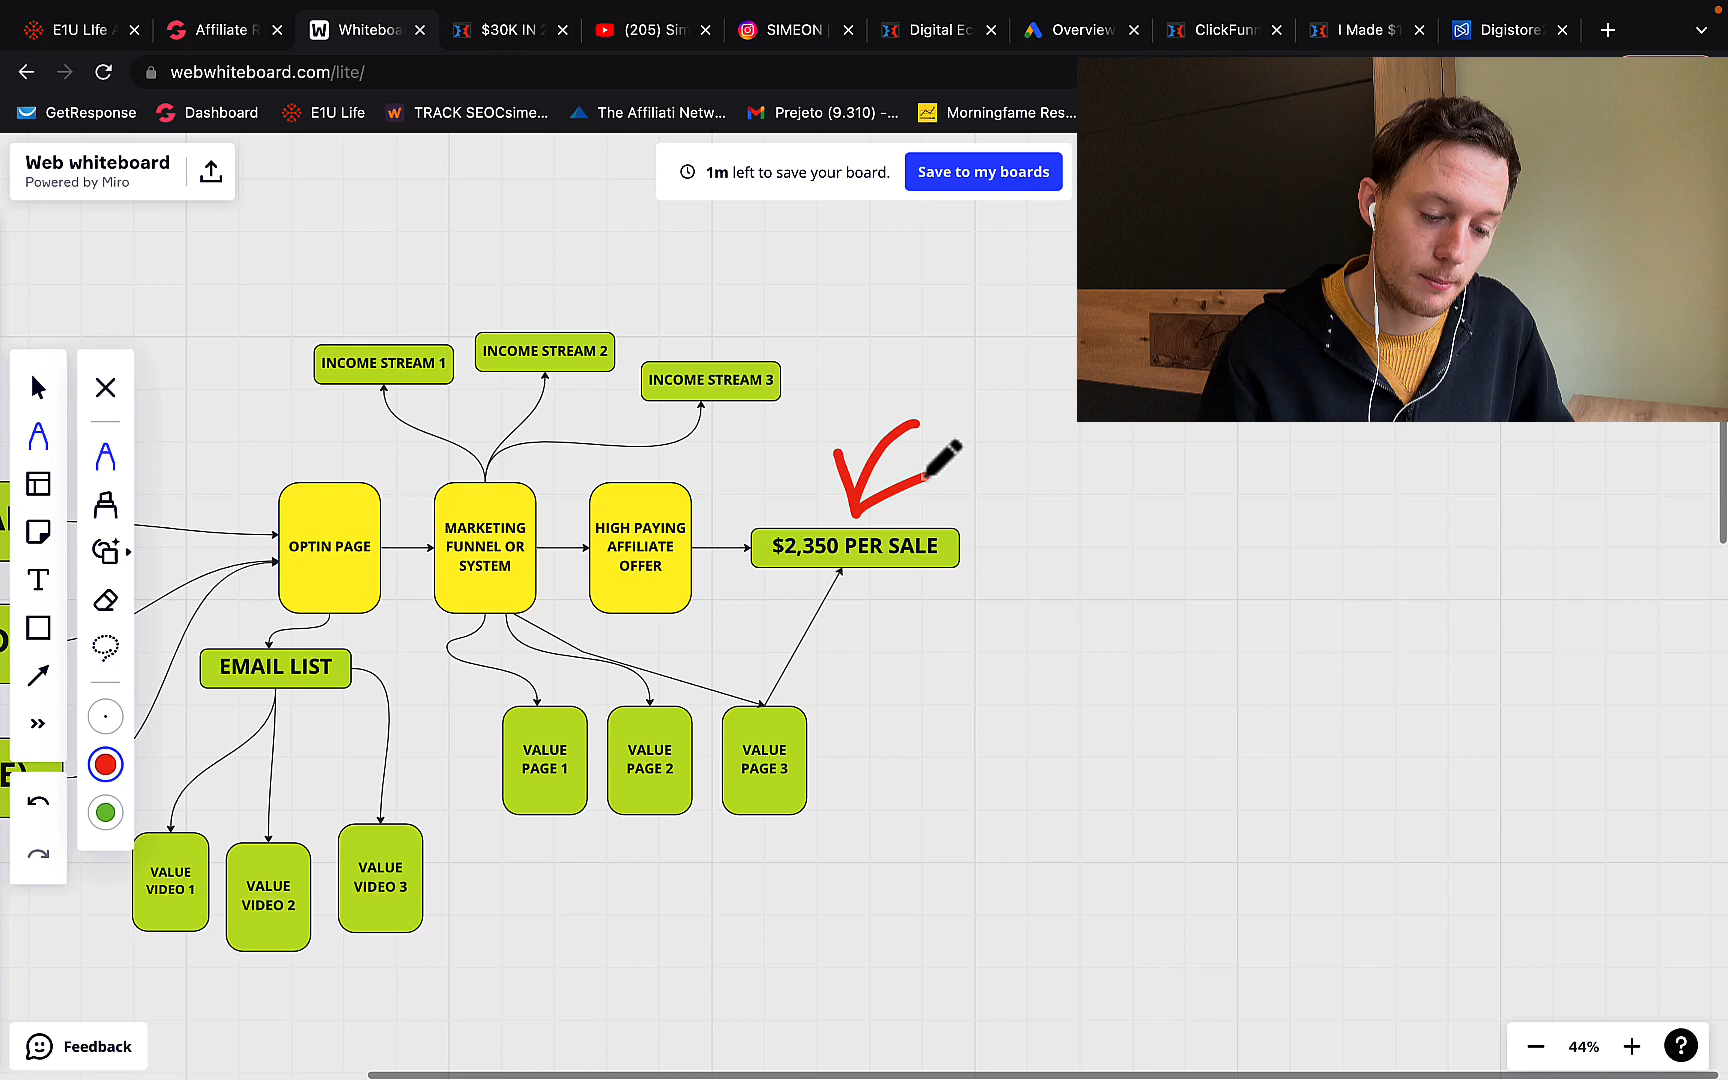 E1U LIfe A
Affiliate R
Whiteboa
$30K IN 2
(205) Sim
SIMEON
Digital Ec
Overview
ClickFunr
I Made $1
Digistore2
webwhiteboard.com/lite/
GetResponse
Dashboard
E1U Life
TRACK SEOCsime...
The Affiliati Netw...
Prejeto (9.310) -...
Morningfame Res...
Web whiteboard
Powered by Miro
1m left to save your board.
Save to my boards
INCOME STREAM 1
INCOME STREAM 2
INCOME STREAM 3
OPTIN PAGE
MARKETING
FUNNEL OR
SYSTEM
HIGH PAYING
AFFILIATE
OFFER
$2,350 PER SALE
EMAIL LIST
VALUE
PAGE 1
VALUE
PAGE 2
VALUE
PAGE 3
VALUE
VIDEO 1
VALUE
VIDEO 2
VALUE
VIDEO 3
Feedback
44%